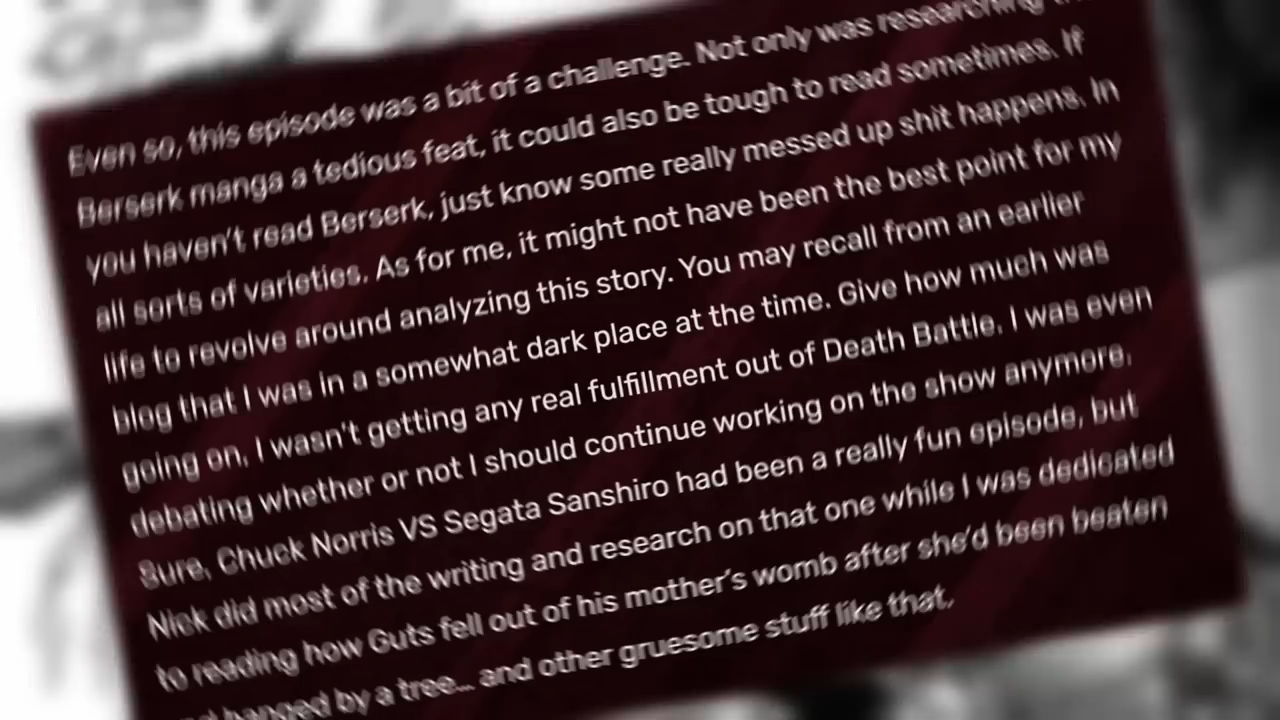 Even so, this episode was a bit of a challenge. Not only was researching the
Berserk manga a tedious feat, it could also be tough to read sometimes. If
you haven't read Berserk, just know some really messed up shit happens. In
all sorts of varieties. As for me, it might not have been the best point for my
life to revolve around analyzing this story. You may recall from an earlier
blog that I was in a somewhat dark place at the time. Give how much was
going on, I wasn't getting any real fulfillment out of Death Battle. I was even
debating whether or not I should continue working on the show anymore.
Sure, Chuck Norris VS Segata Sanshiro had been a really fun episode, but
Nick did most of the writing and research on that one while I was dedicated
to reading how Guts fell out of his mother's womb after she'd been beaten
and hanged by a tree... and other gruesome stuff like that.